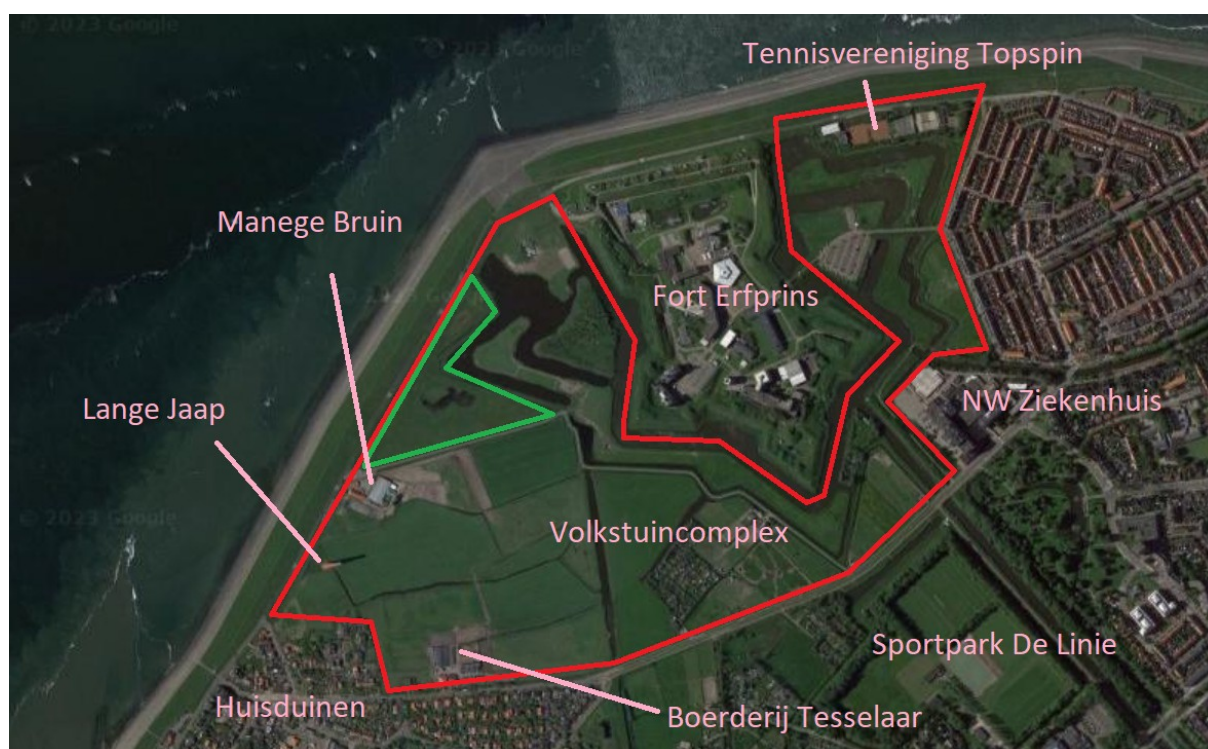 © 2023 Google
© 2023 Google
Tennisvereniging Topspin
Manege Bruin
Fort Erfprins
Lange Jaap
NW Ziekenhuis
© 2023 Google
Volkstuincomplex
Sportpark De Linie
Huisduinen
Boerderij Tesselaar